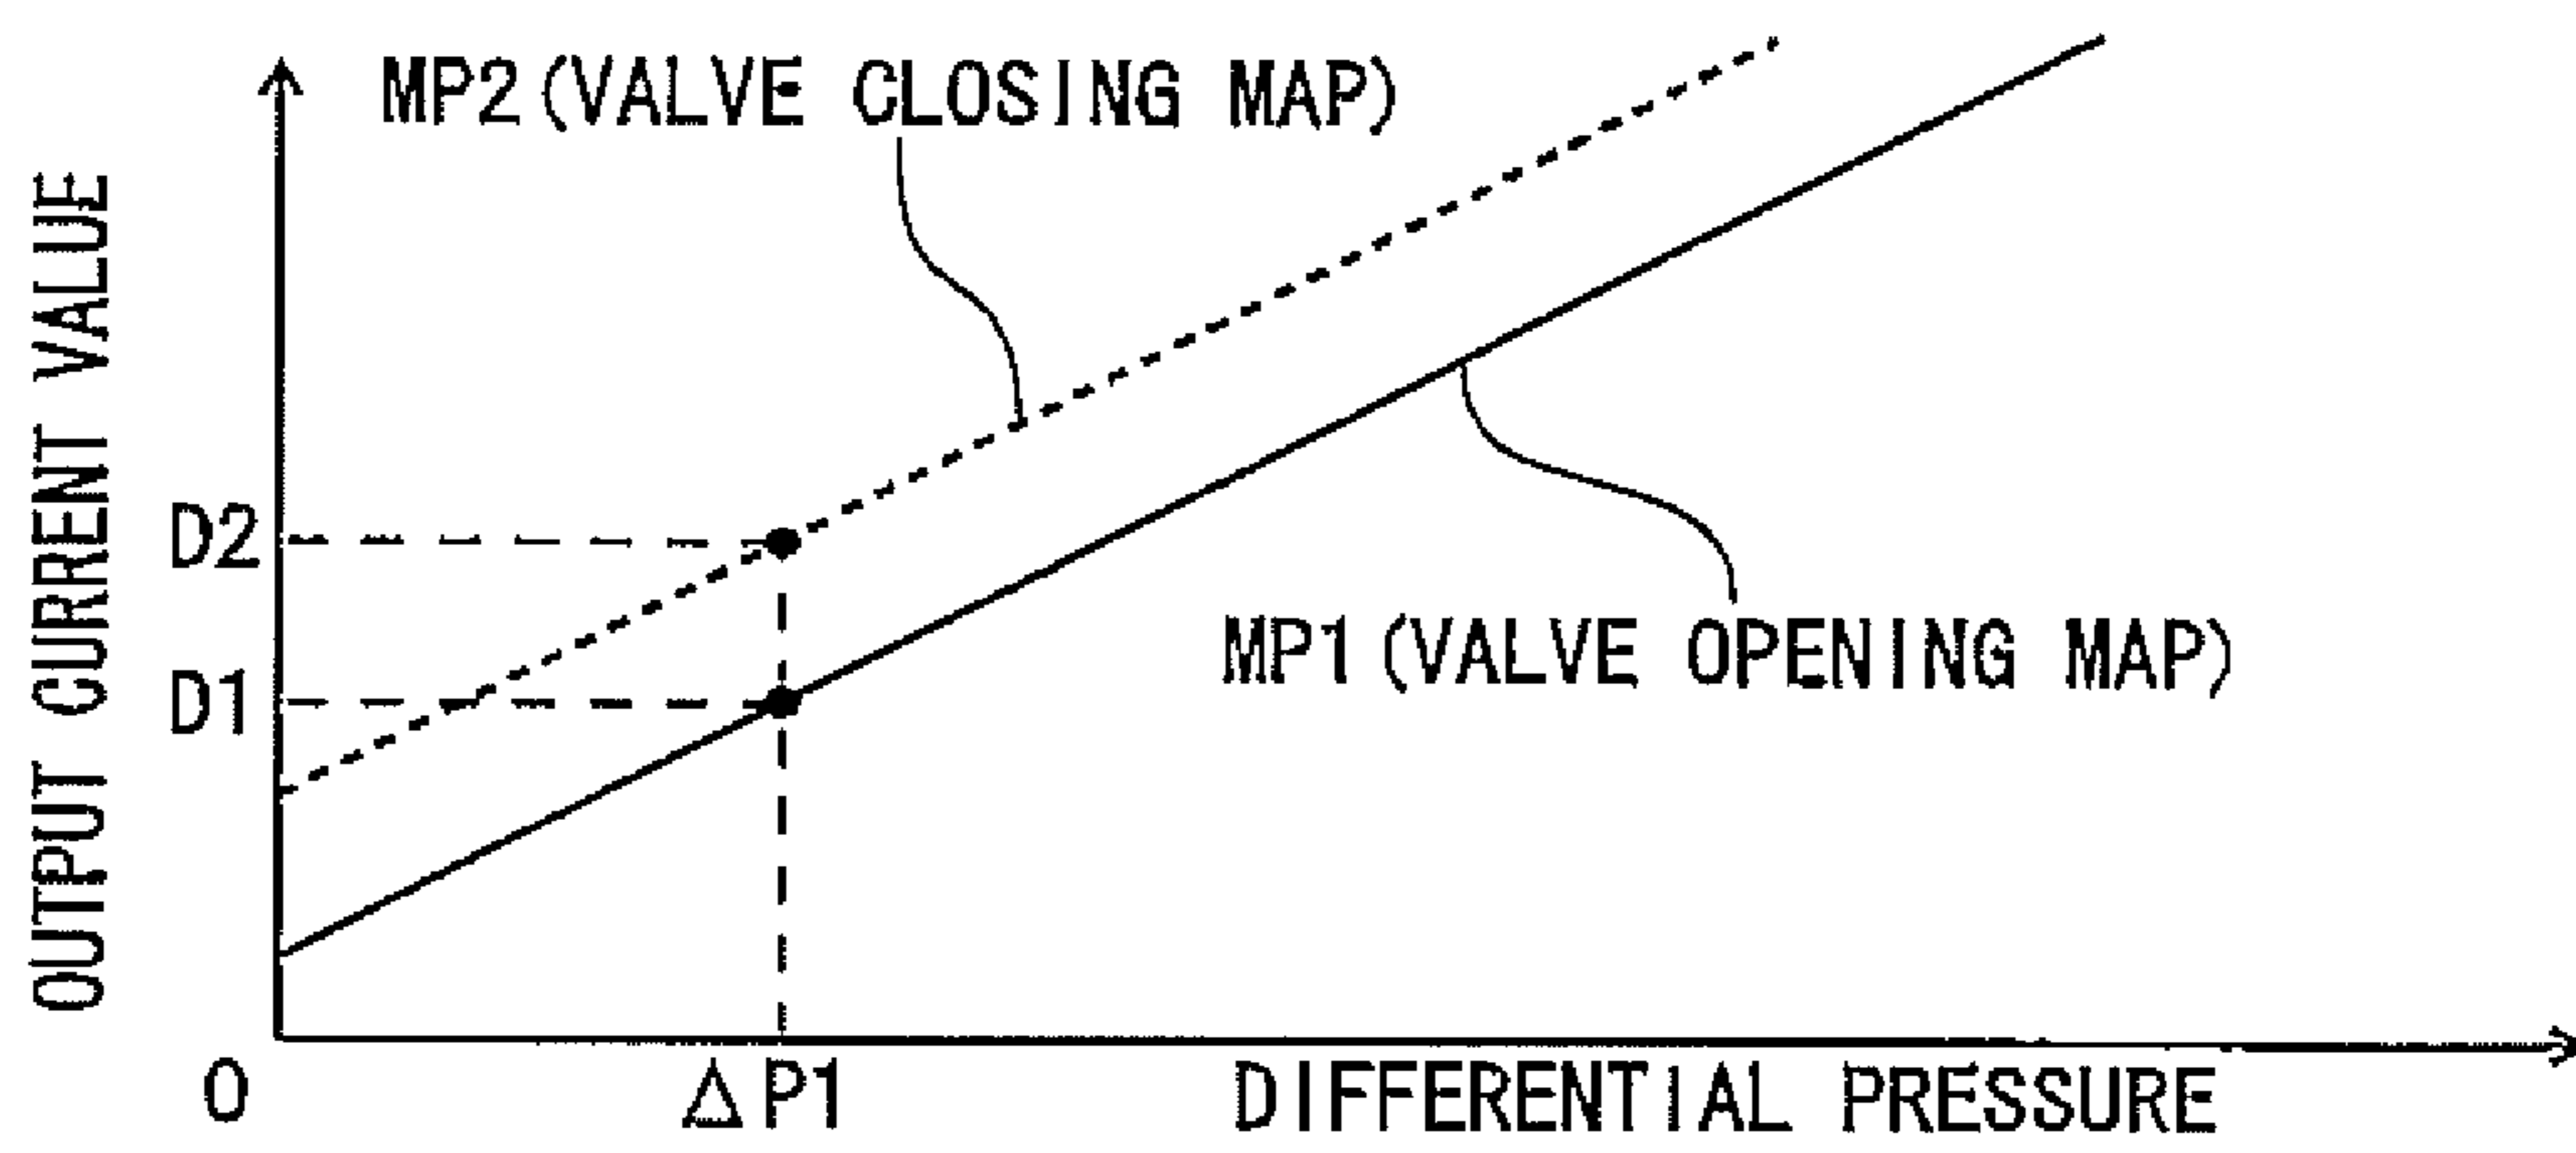 MP2(VALVE CLOSING MAP)
OUTPUT CURRENT VALUE
D2
D1
MP1(VALVE OPENING MAP)
0
ΔP1
DIFFERENTIAL PRESSURE